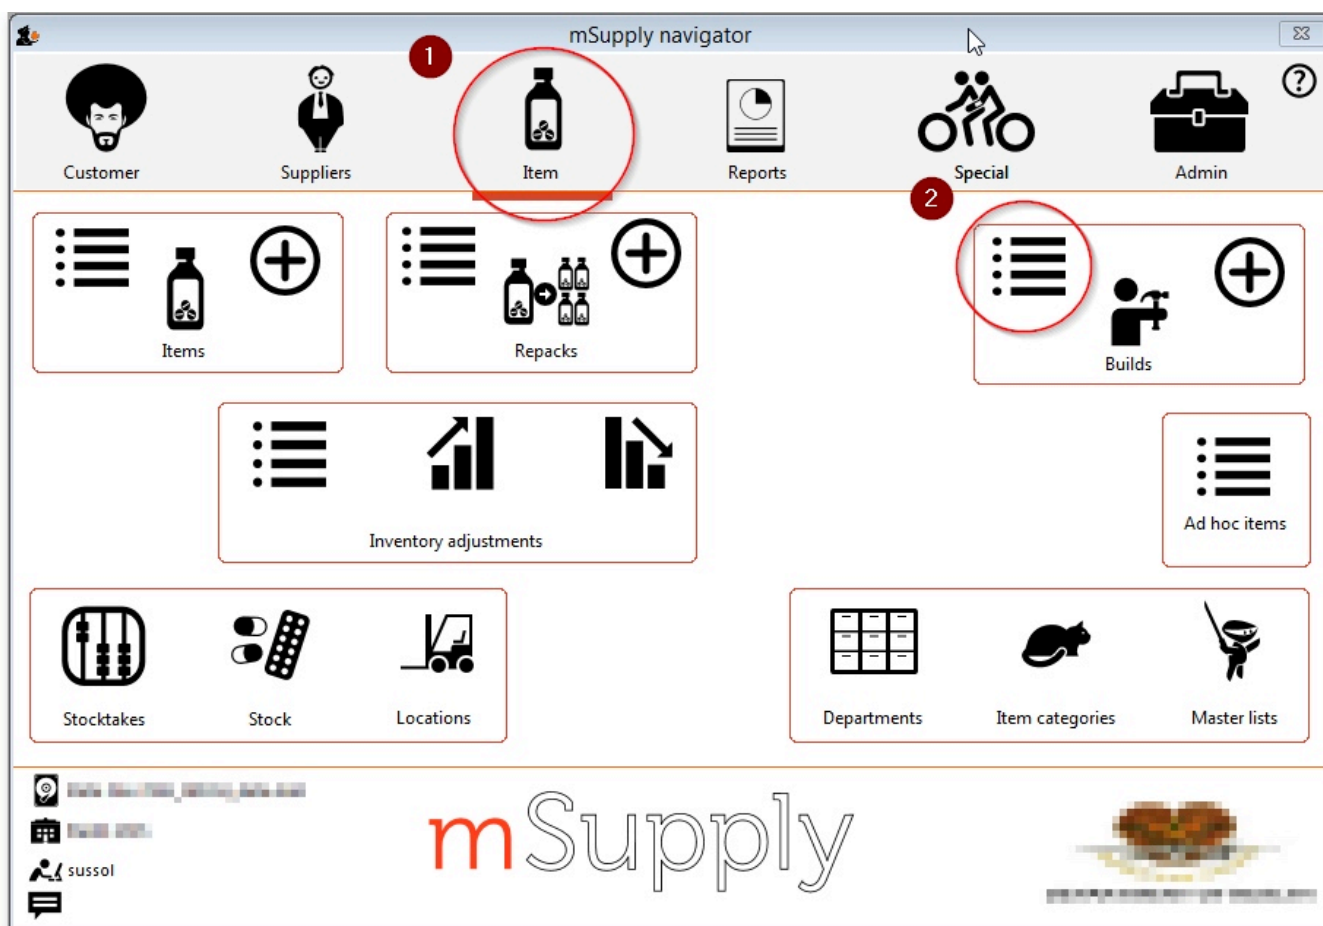 mSupply navigator
1
Customer
Suppliers
Item
Reports
Special
Admin
?
2
Items
Repacks
Builds
Inventory adjustments
Ad hoc items
Stocktakes
Stock
Locations
Departments
Item categories
Master lists
sussol
mSupply